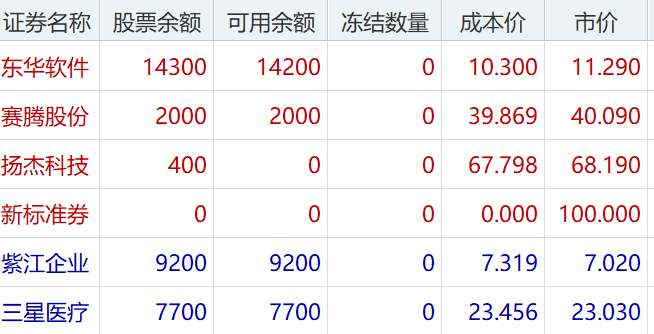 证券名称 股票余额 可用余额 冻结数量 成本价 市价
东华软件 14300 14200 0 10.300 11.290
赛腾股份 2000 2000 0 39.869 40.090
扬杰科技 400 0 0 67.798 68.190
新标准券 0 0 0 0.000 100.000
紫江企业 9200 9200 0 7.319 7.020
三星医疗 7700 7700 0 23.456 23.030